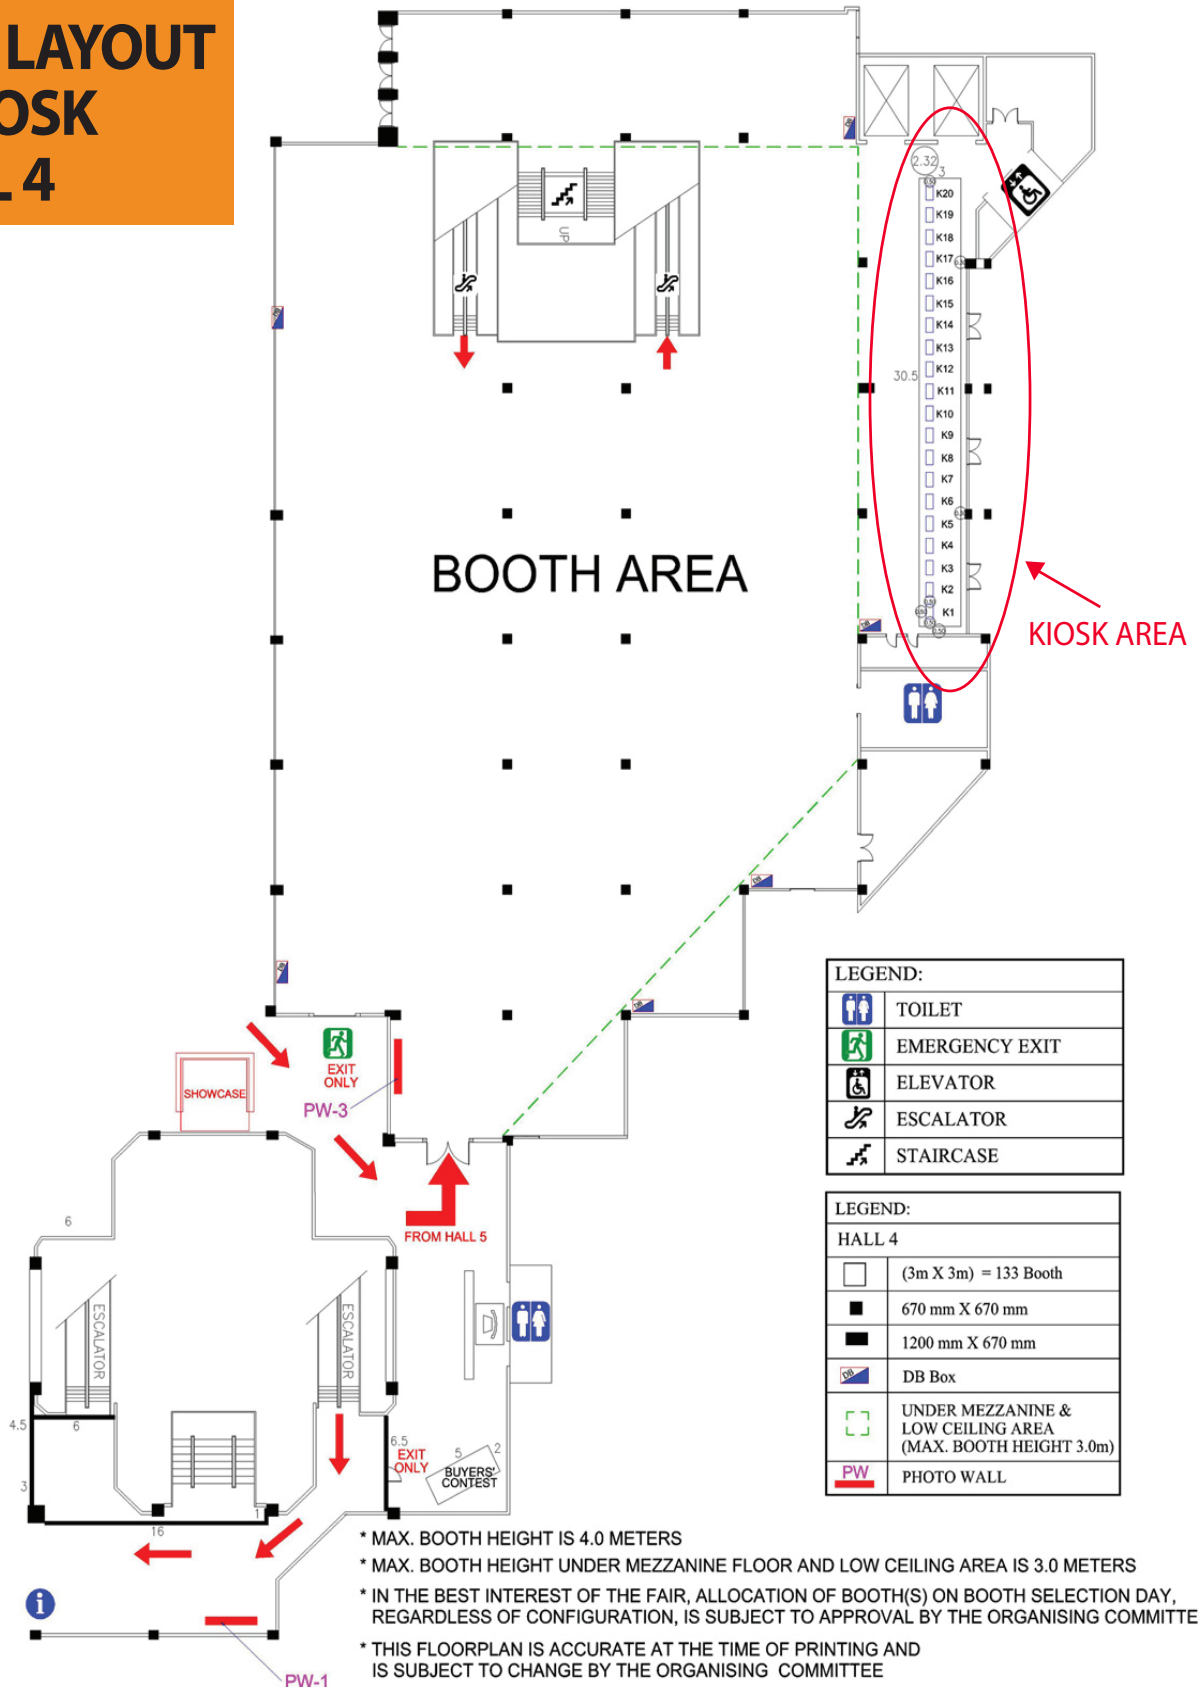 LAYOUT
OSK
L 4
2.32
3
K20
K19
K18
K17
K16
K15
K14
K13
K12
30.5
K11
K10
K9
K8
K7
K6
K5
K4
K3
K2
K1
UP
BOOTH AREA
KIOSK AREA
EXIT
ONLY
SHOWCASE
PW-3
FROM HALL 5
6
ESCALATOR
ESCALATOR
4.5
6
3
16
1
6.5
EXIT
ONLY
5
2
BUYERS'
CONTEST
i
PW-1
LEGEND:
TOILET
EMERGENCY EXIT
ELEVATOR
ESCALATOR
STAIRCASE
LEGEND:
HALL 4
(3m X 3m) = 133 Booth
670 mm X 670 mm
1200 mm X 670 mm
DB DB Box
UNDER MEZZANINE &
LOW CEILING AREA
(MAX. BOOTH HEIGHT 3.0m)
PW PHOTO WALL
* MAX. BOOTH HEIGHT IS 4.0 METERS
* MAX. BOOTH HEIGHT UNDER MEZZANINE FLOOR AND LOW CEILING AREA IS 3.0 METERS
* IN THE BEST INTEREST OF THE FAIR, ALLOCATION OF BOOTH(S) ON BOOTH SELECTION DAY,
REGARDLESS OF CONFIGURATION, IS SUBJECT TO APPROVAL BY THE ORGANISING COMMITTE
* THIS FLOORPLAN IS ACCURATE AT THE TIME OF PRINTING AND
IS SUBJECT TO CHANGE BY THE ORGANISING COMMITTEE